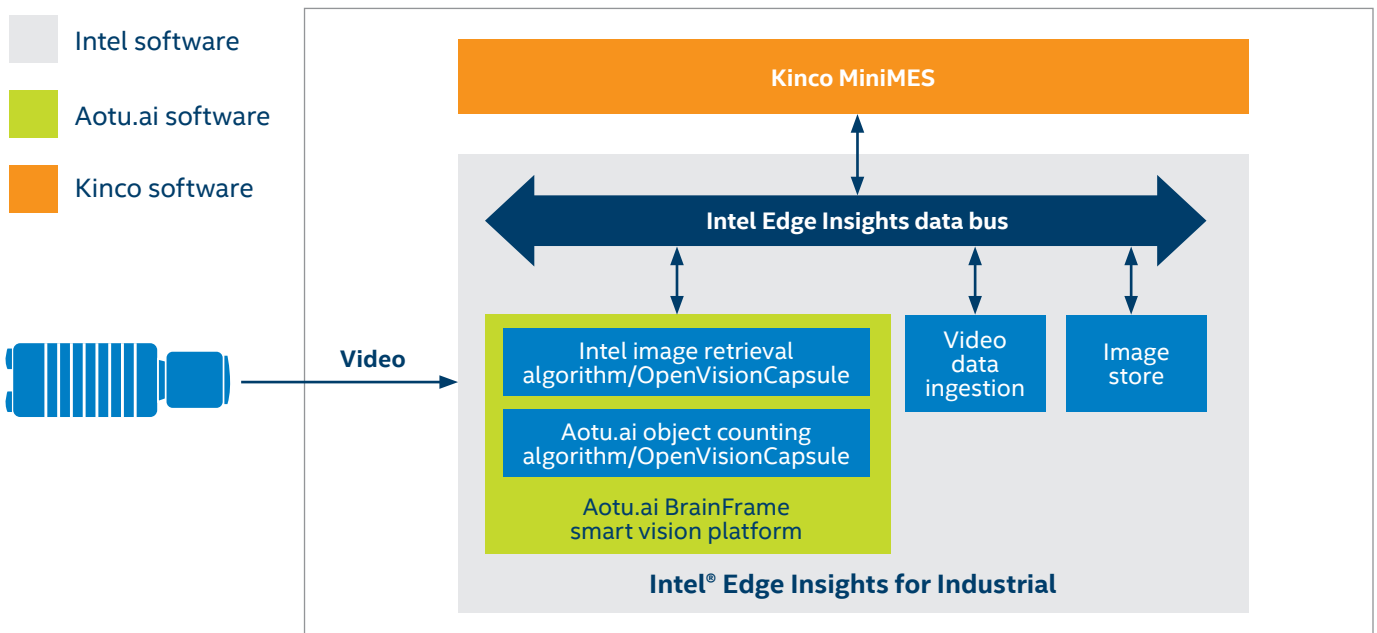 Intel software
Aotu.ai software
Kinco software
Kinco MiniMES
Intel Edge Insights data bus
Video
Intel image retrieval
algorithm/OpenVisionCapsule
Aotu.ai object counting
algorithm/OpenVisionCapsule
Aotu.ai BrainFrame
smart vision platform
Video
data
ingestion
Image
store
Intel® Edge Insights for Industrial